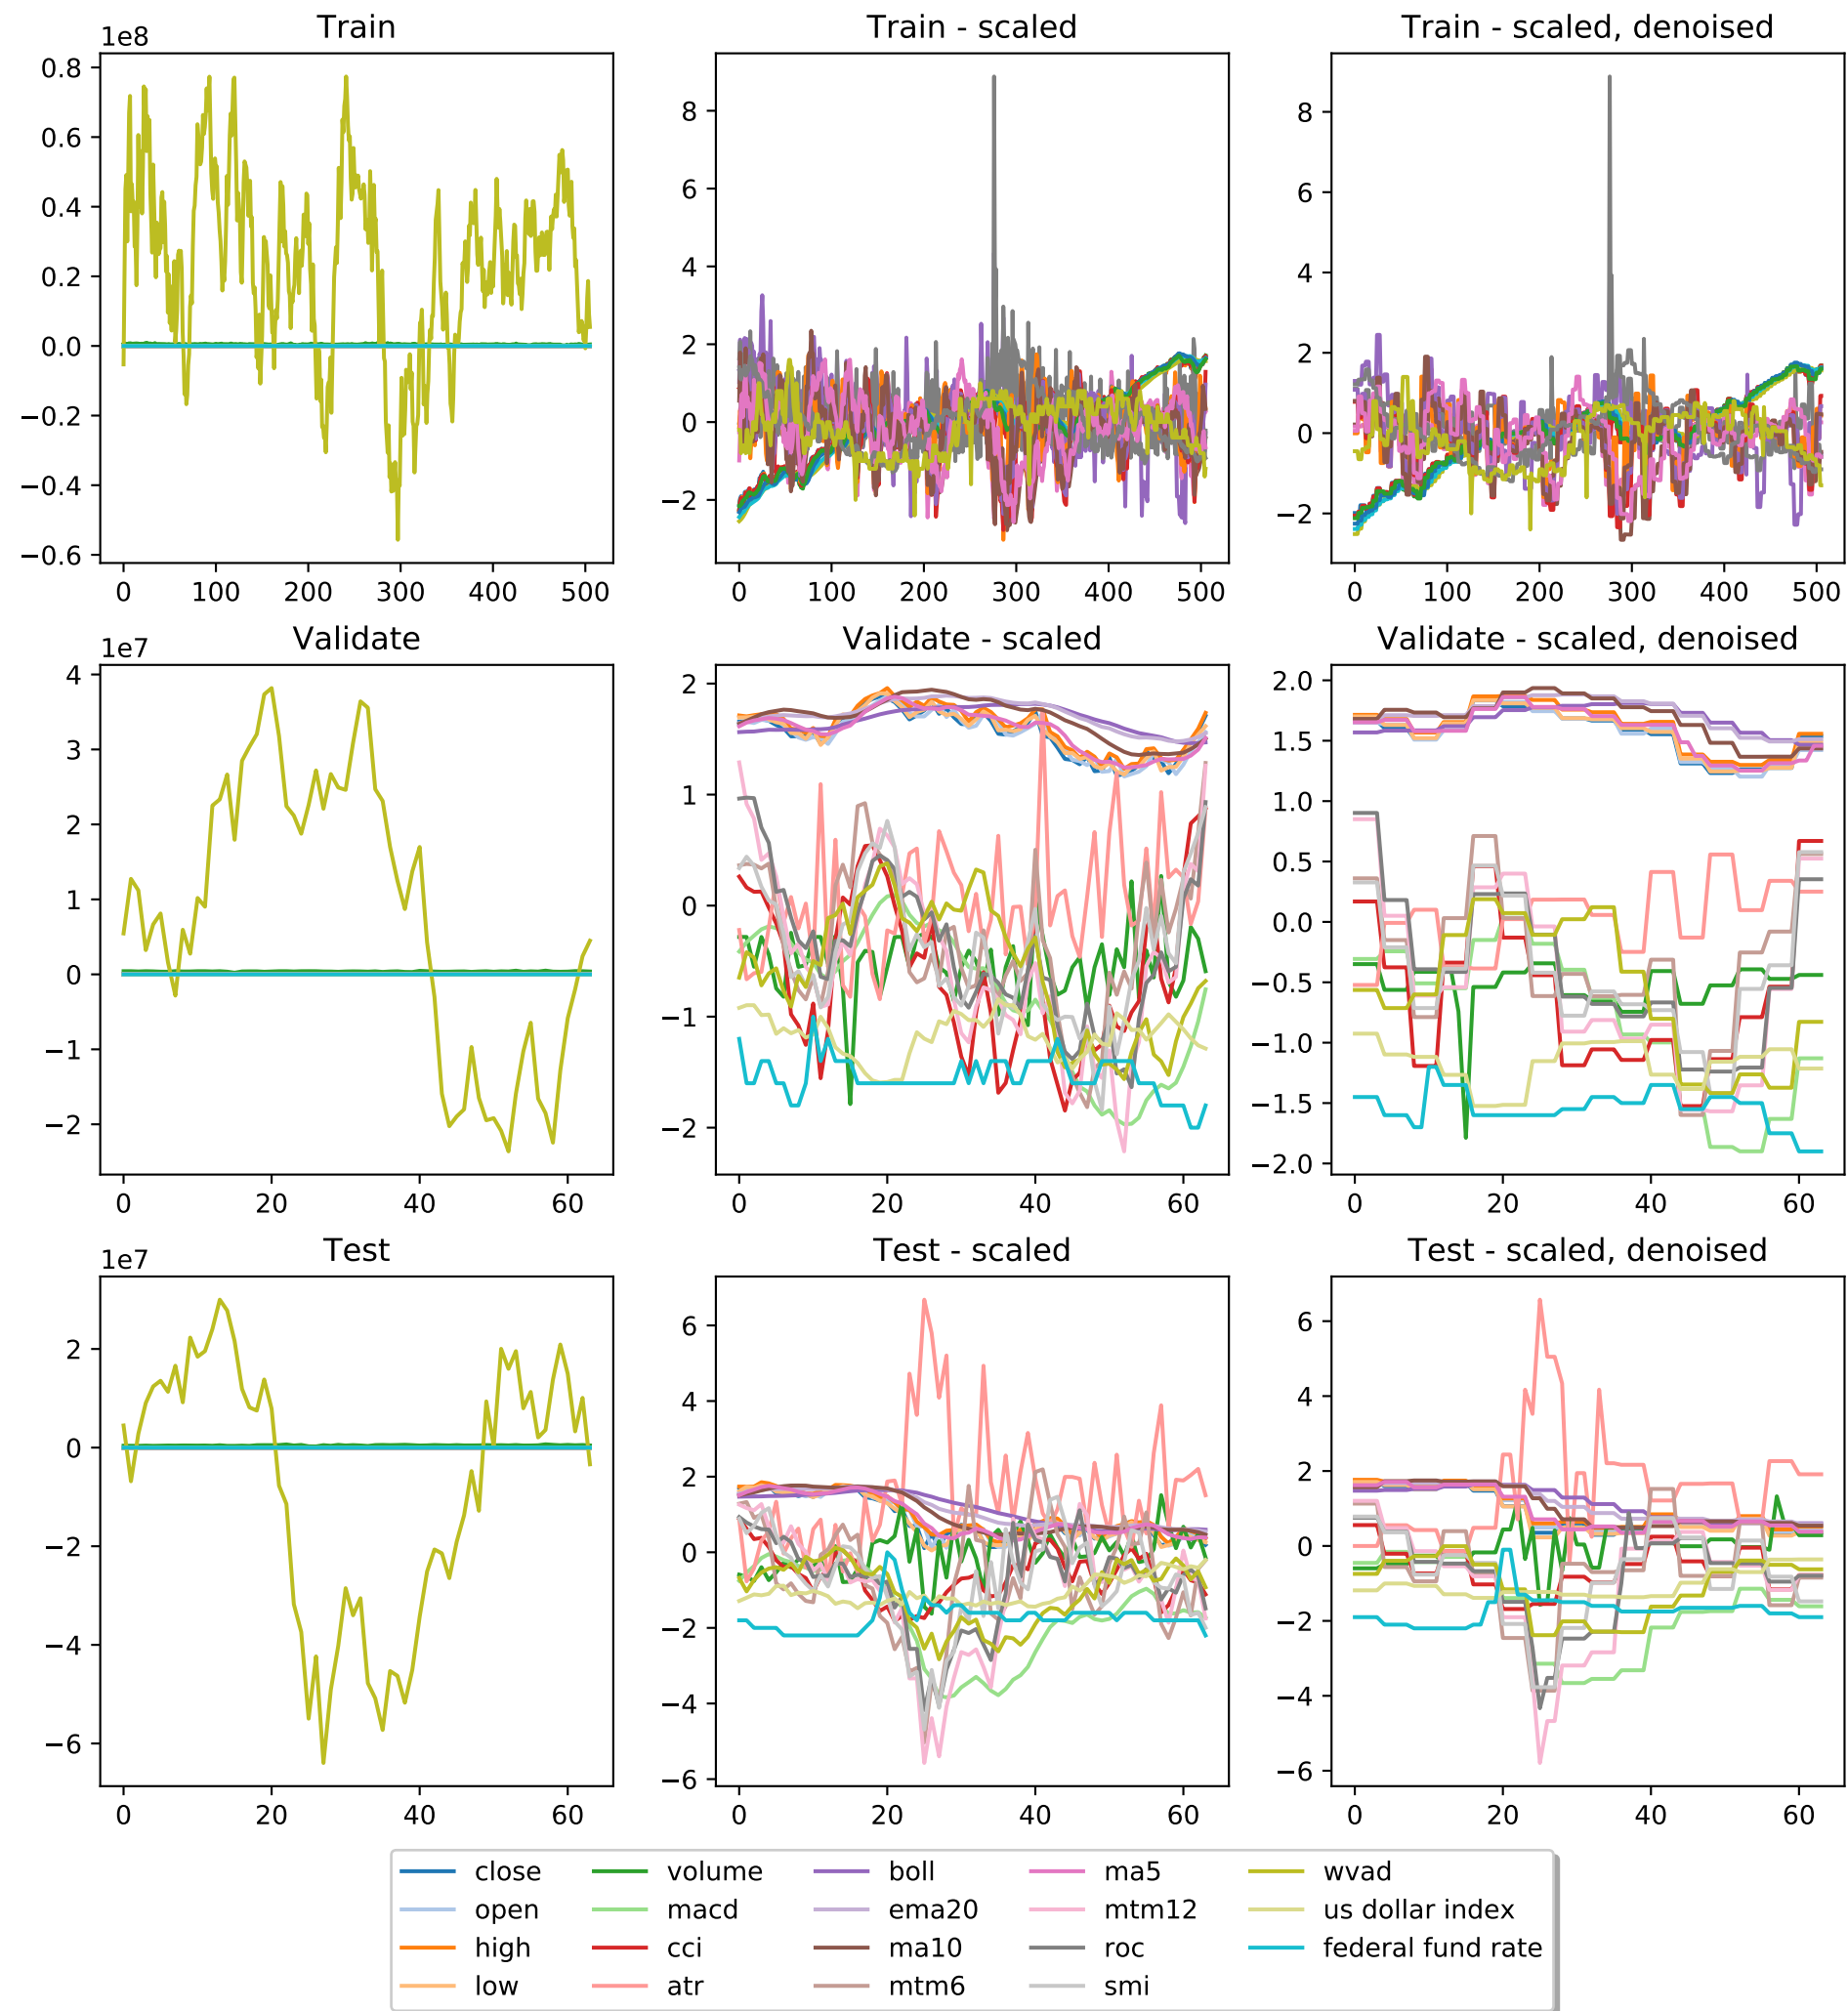 Train
Train - scaled
Train - scaled, denoised
1e8
0.8
0.6
0.4
0.2
0.0
−0.2
−0.4
−0.6
0 100 200 300 400 500
8
6
4
2
0
−2
0 100 200 300 400 500
8
6
4
2
0
−2
0 100 200 300 400 500
Validate
Validate - scaled
Validate - scaled, denoised
1e7
4
3
2
1
0
−1
−2
0 20 40 60
2
1
0
−1
−2
0 20 40 60
2.0
1.5
1.0
0.5
0.0
−0.5
−1.0
−1.5
−2.0
0 20 40 60
Test
Test - scaled
Test - scaled, denoised
1e7
2
0
−2
−4
−6
0 20 40 60
6
4
2
0
−2
−4
−6
0 20 40 60
6
4
2
0
−2
−4
−6
0 20 40 60
close
open
high
low
volume
macd
cci
atr
boll
ema20
ma10
mtm6
ma5
mtm12
roc
smi
wvad
us dollar index
federal fund rate